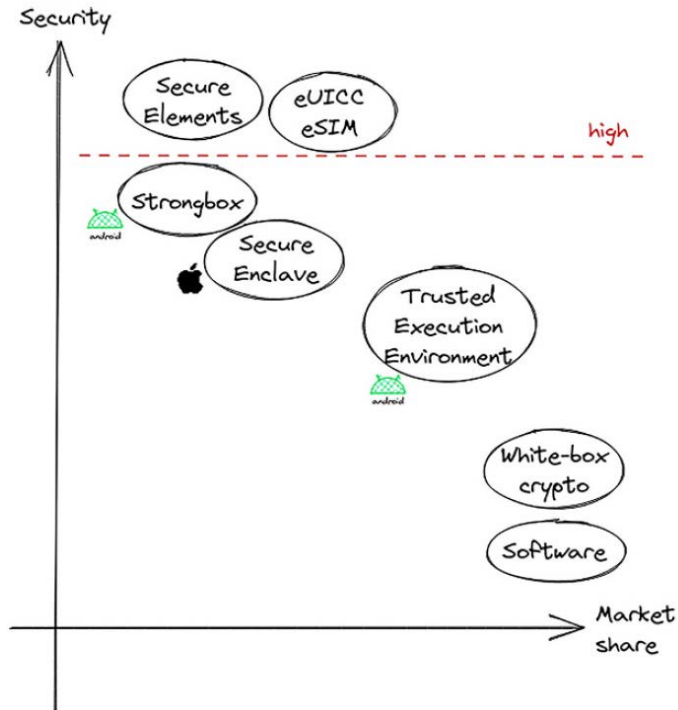 Security
Secure
Elements
eUICC
eSIM
high
Strongbox
android
Secure
Enclave
Trusted
Execution
Environment
android
White-box
crypto
Software
Market
share